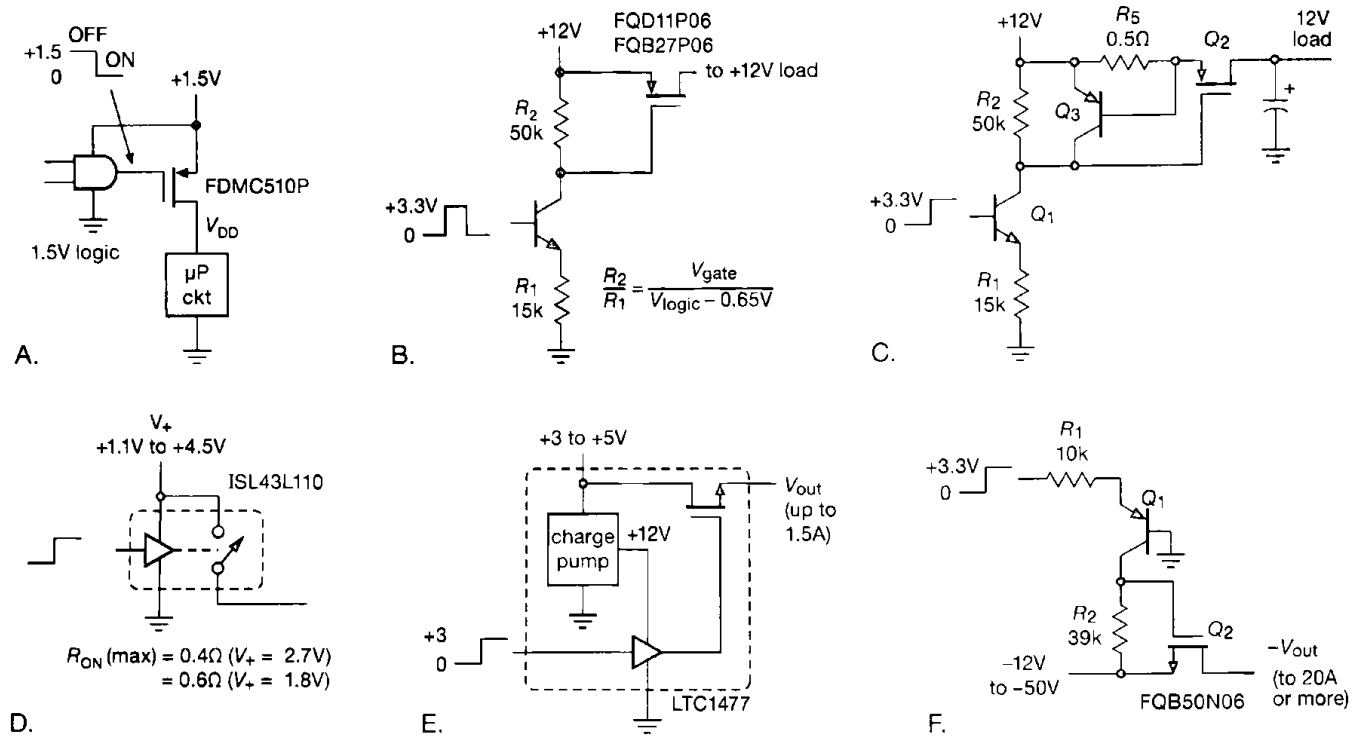 OFF
+1.5
0
ON
+1.5V
FDMC510P
V_DD
1.5V logic
µP
ckt
A.
+12V
FQD11P06
FQB27P06
to +12V load
R2
50k
+3.3V
0
R1
15k
R2/R1 = Vgate/(Vlogic – 0.65V)
B.
+12V
R5
0.5Ω
Q2
12V
load
R2
50k
Q3
+
+3.3V
0
Q1
R1
15k
C.
V+
+1.1V to +4.5V
ISL43L110
RON (max) = 0.4Ω (V+ = 2.7V)
= 0.6Ω (V+ = 1.8V)
D.
+3 to +5V
Vout
(up to
1.5A)
charge
pump
+12V
+3
0
LTC1477
E.
R1
10k
+3.3V
0
Q1
R2
39k
Q2
–12V
to –50V
–Vout
(to 20A
or more)
FQB50N06
F.